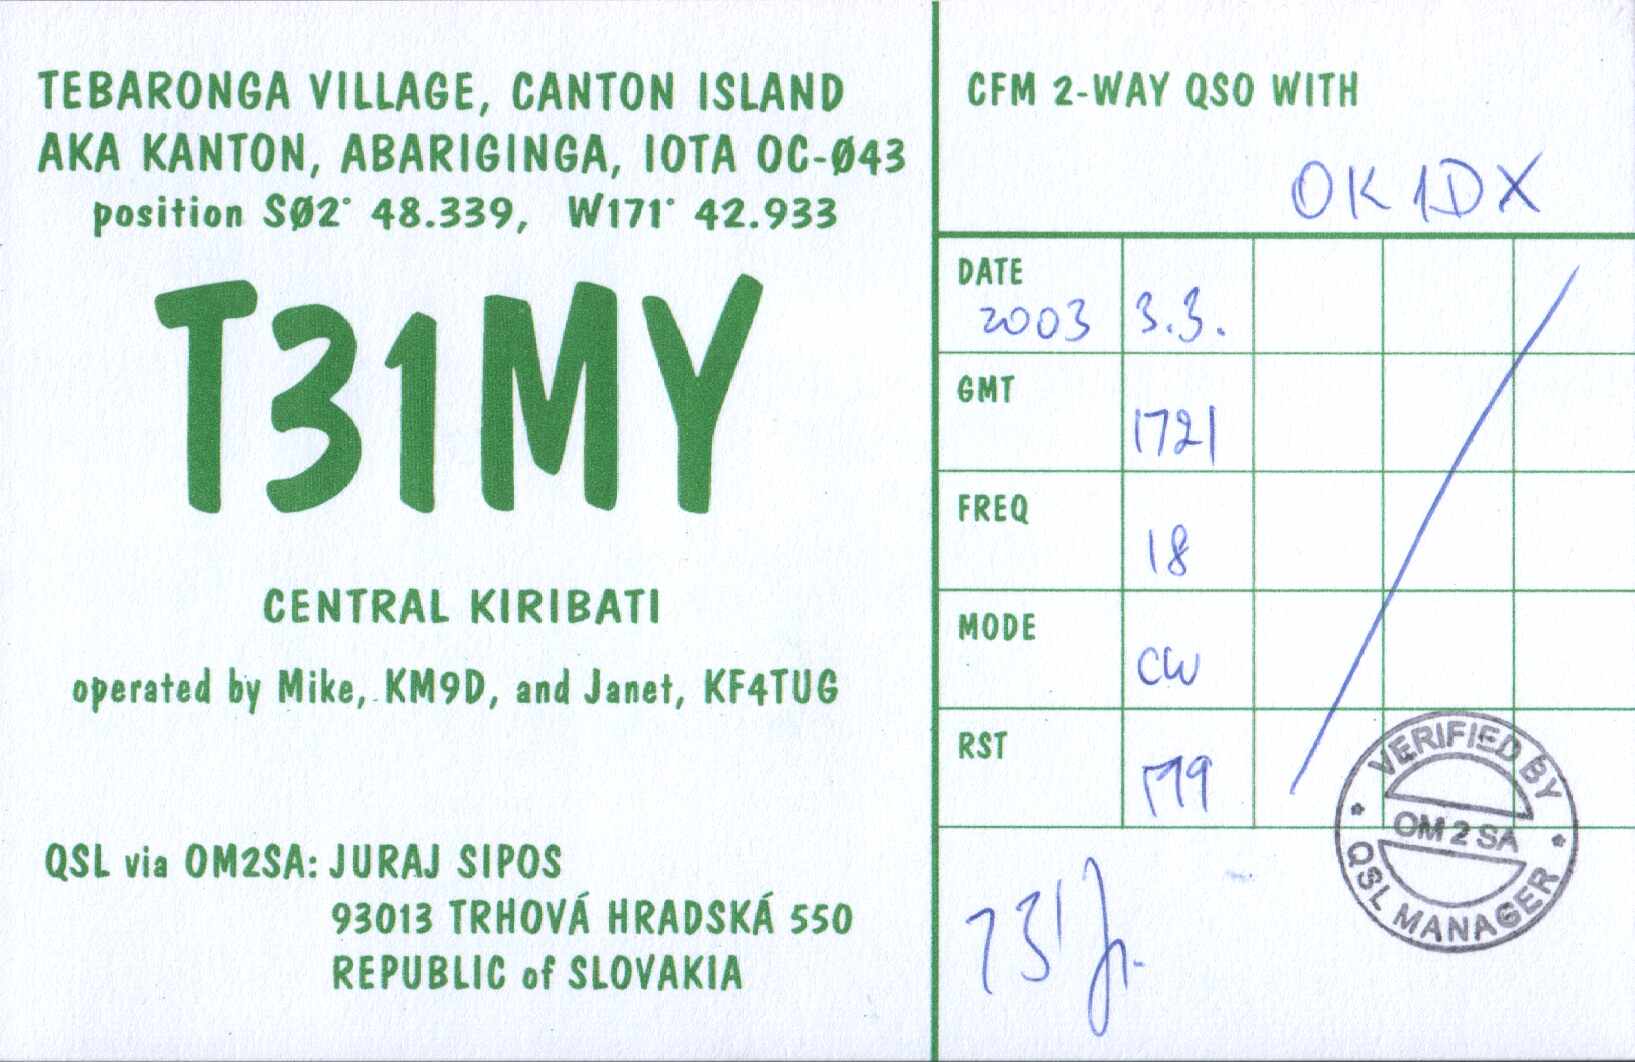 TEBARONGA VILLAGE, CANTON ISLAND
AKA KANTON, ABARIGINGA, IOTA OC-Ø43
position SØ2° 48.339, W171° 42.933
T31MY
CENTRAL KIRIBATI
operated by Mike, KM9D, and Janet, KF4TUG
QSL via OM2SA: JURAJ SIPOS
93013 TRHOVÁ HRADSKÁ 550
REPUBLIC of SLOVAKIA
CFM 2-WAY QSO WITH
OK1DX
DATE
2003 3.3.
GMT
1721
FREQ
18
MODE
CW
RST
599
VERIFIED BY
OM2SA
QSL MANAGER
73!